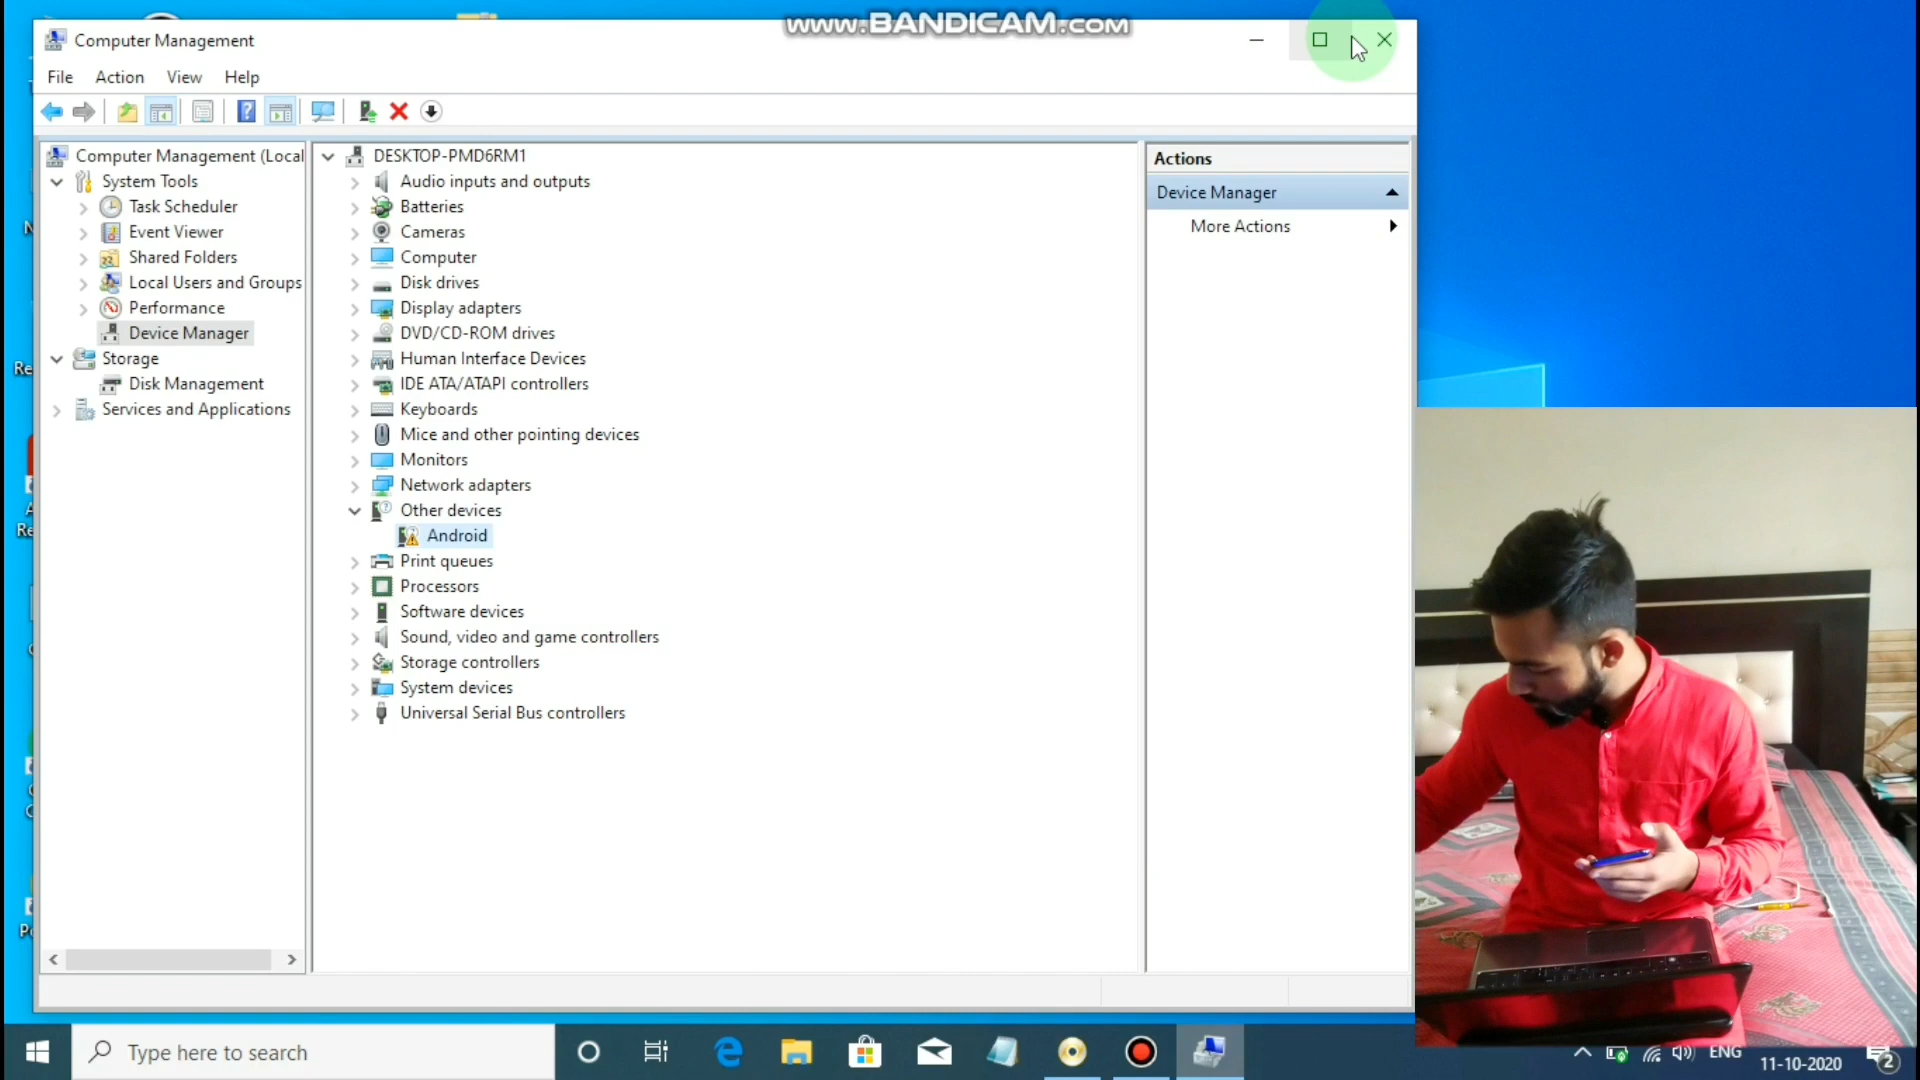 www.BANDICAM.com
Computer Management
File Action View Help
Computer Management (Local
System Tools
Task Scheduler
Event Viewer
Shared Folders
Local Users and Groups
Performance
Device Manager
Storage
Disk Management
Services and Applications
DESKTOP-PMD6RM1
Audio inputs and outputs
Batteries
Cameras
Computer
Disk drives
Display adapters
DVD/CD-ROM drives
Human Interface Devices
IDE ATA/ATAPI controllers
Keyboards
Mice and other pointing devices
Monitors
Network adapters
Other devices
Android
Print queues
Processors
Software devices
Sound, video and game controllers
Storage controllers
System devices
Universal Serial Bus controllers
Actions
Device Manager
More Actions
Re
Re
Type here to search
ENG
11-10-2020
2